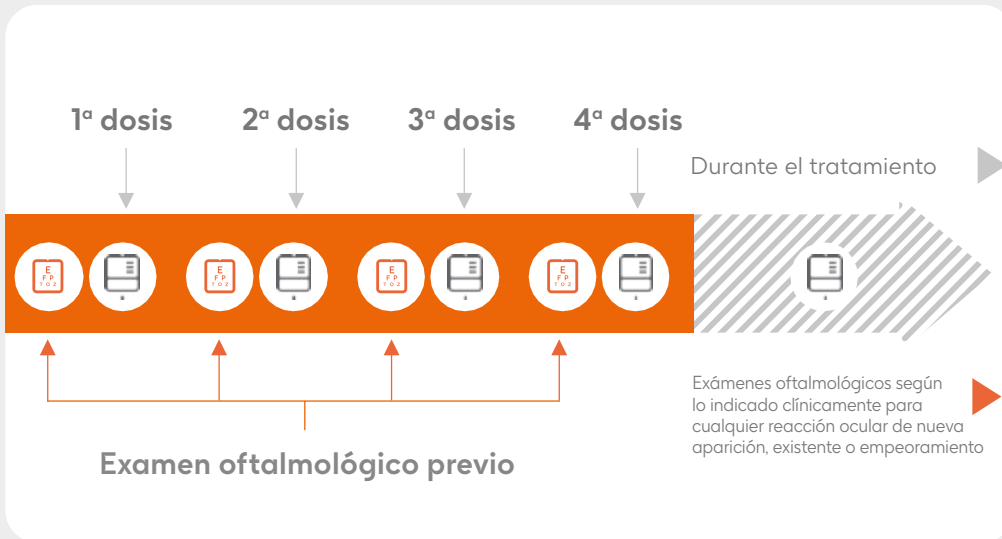 1ª dosis
2ª dosis
3ª dosis
4ª dosis
Durante el tratamiento
E
F P
T O Z
E
F P
T O Z
E
F P
T O Z
E
F P
T O Z
Exámenes oftalmológicos según
lo indicado clínicamente para
cualquier reacción ocular de nueva
aparición, existente o empeoramiento
Examen oftalmológico previo